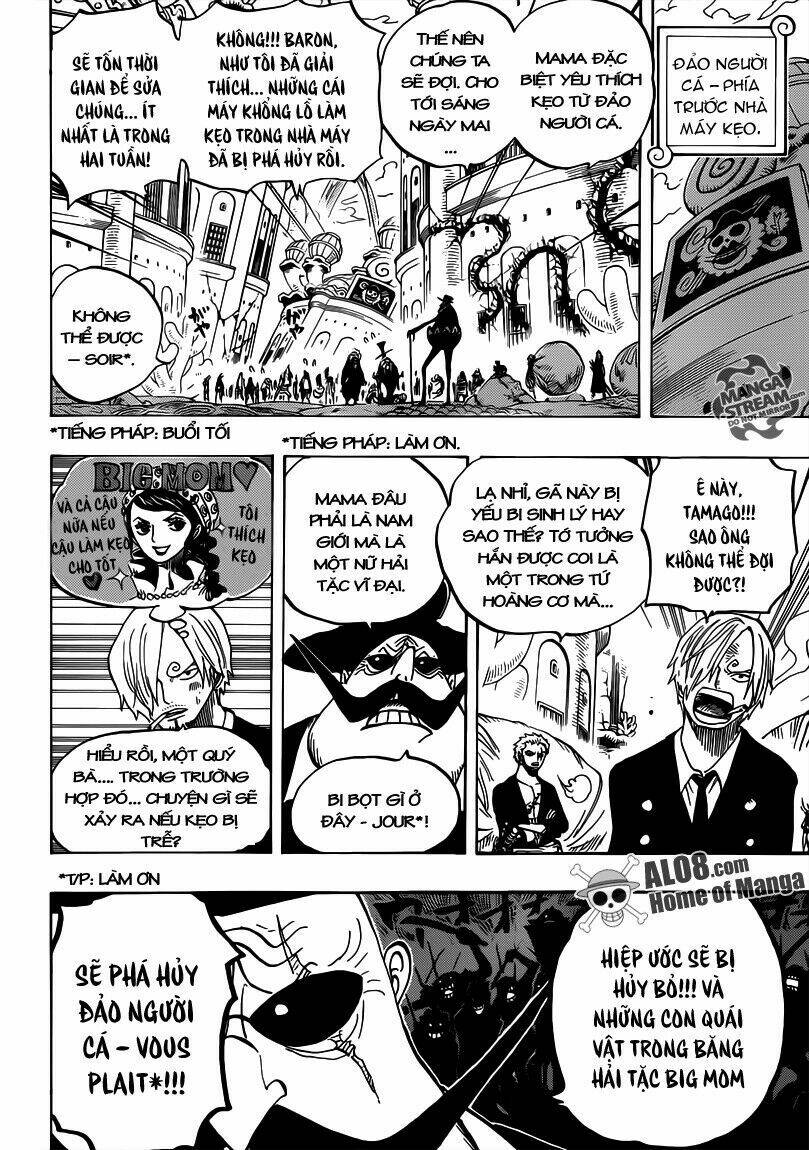 ĐẢO NGƯỜI
CÁ – PHÍA
TRƯỚC NHÀ
MÁY KẸO.
MAMA ĐẶC
BIỆT YÊU THÍCH
KẸO TỪ ĐẢO
NGƯỜI CÁ.
THẾ NÊN
CHÚNG TA
SẼ ĐỢI. CHO
TỚI SÁNG
NGÀY MAI
...
KHÔNG!!! BARON,
NHƯ TÔI ĐÃ GIẢI
THÍCH... NHỮNG CÁI
MÁY KHỔNG LỒ LÀM
KẸO TRONG NHÀ MÁY
ĐÃ BỊ PHÁ HỦY RỒI.
SẼ TỐN THỜI
GIAN ĐỂ SỬA
CHÚNG... ÍT
NHẤT LÀ TRONG
HAI TUẦN!
KHÔNG
THỂ ĐƯỢC
– SOIR*.
MANGA
STREAM.COM
DO NOT MIRROR
*TIẾNG PHÁP: BUỔI TỐI
*TIẾNG PHÁP: LÀM ƠN.
Ê NÀY,
TAMAGO!!!
SAO ÔNG
KHÔNG THỂ ĐỢI
ĐƯỢC?!
LẠ NHỈ, GÃ NÀY BỊ
YẾU BI SINH LÝ HAY
SAO THẾ? TỚ TƯỞNG
HẮN ĐƯỢC COI LÀ
MỘT TRONG TỨ
HOÀNG CƠ MÀ...
MAMA ĐÂU
PHẢI LÀ NAM
GIỚI MÀ LÀ
MỘT NỮ HẢI
TẶC VĨ ĐẠI.
BI BỌT GÌ Ở
ĐÂY – JOUR*!
BIG MOM♥
TÔI
THÍCH
KẸO
VÀ CẢ CẬU
NỮA NẾU
CẬU LÀM KẸO
CHO TỐT
HIỂU RỒI, MỘT QUÝ
BÀ.... TRONG TRƯỜNG
HỢP ĐÓ... CHUYỆN GÌ SẼ
XẢY RA NẾU KẸO BỊ
TRỄ?
*T/P: LÀM ƠN
ALO8.com
Home of Manga
HIỆP ƯỚC SẼ BỊ
HỦY BỎ!!! VÀ
NHỮNG CON QUÁI
VẬT TRONG BĂNG
HẢI TẶC BIG MOM
SẼ PHÁ HỦY
ĐẢO NGƯỜI
CÁ – VOUS
PLAIT*!!!